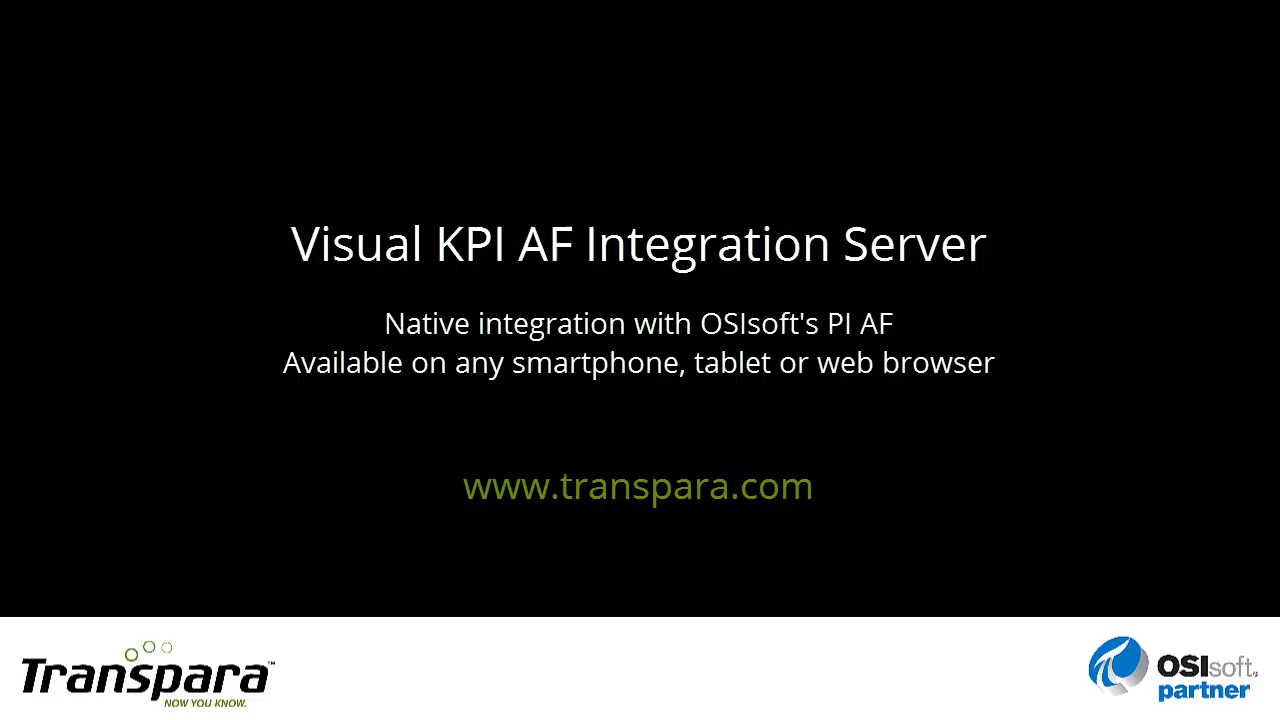 Visual KPI AF Integration Server
Native integration with OSIsoft's PI AF
Available on any smartphone, tablet or web browser
www.transpara.com
Transpara™
NOW YOU KNOW.
OSIsoft.
partner